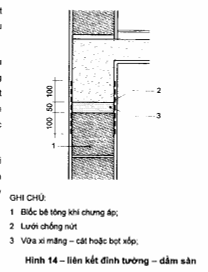 100
50
100
2
3
1
GHI CHÚ:
1 Blốc bê tông khí chưng áp;
2 Lưới chống nứt
3 Vữa xi măng – cát hoặc bọt xốp;
Hình 14 – liên kết đỉnh tường – dầm sàn